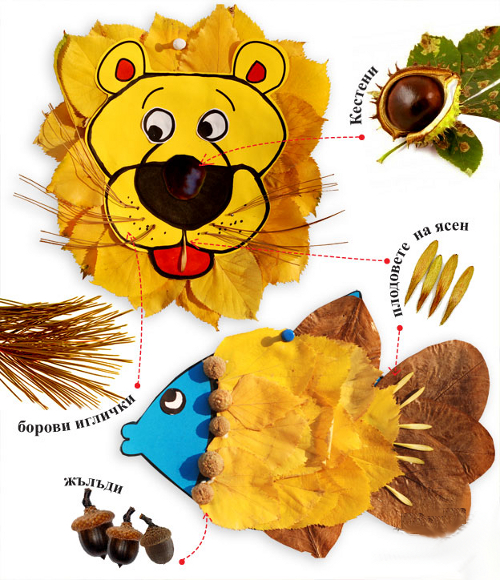 Кестени
плодовете на ясен
борови иглички
жълъди